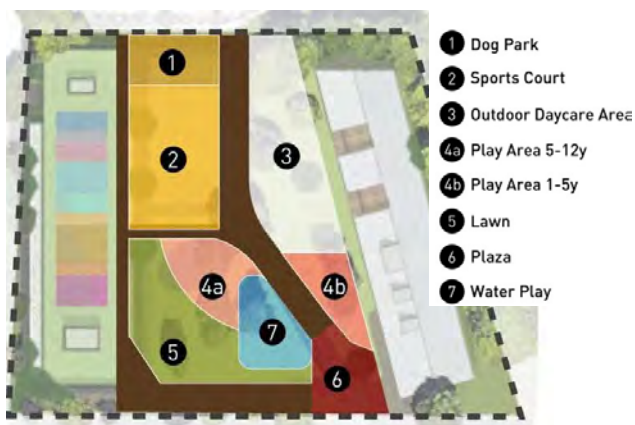 1
2
3
4a
4b
7
5
6
1 Dog Park
2 Sports Court
3 Outdoor Daycare Area
4a Play Area 5-12y
4b Play Area 1-5y
5 Lawn
6 Plaza
7 Water Play